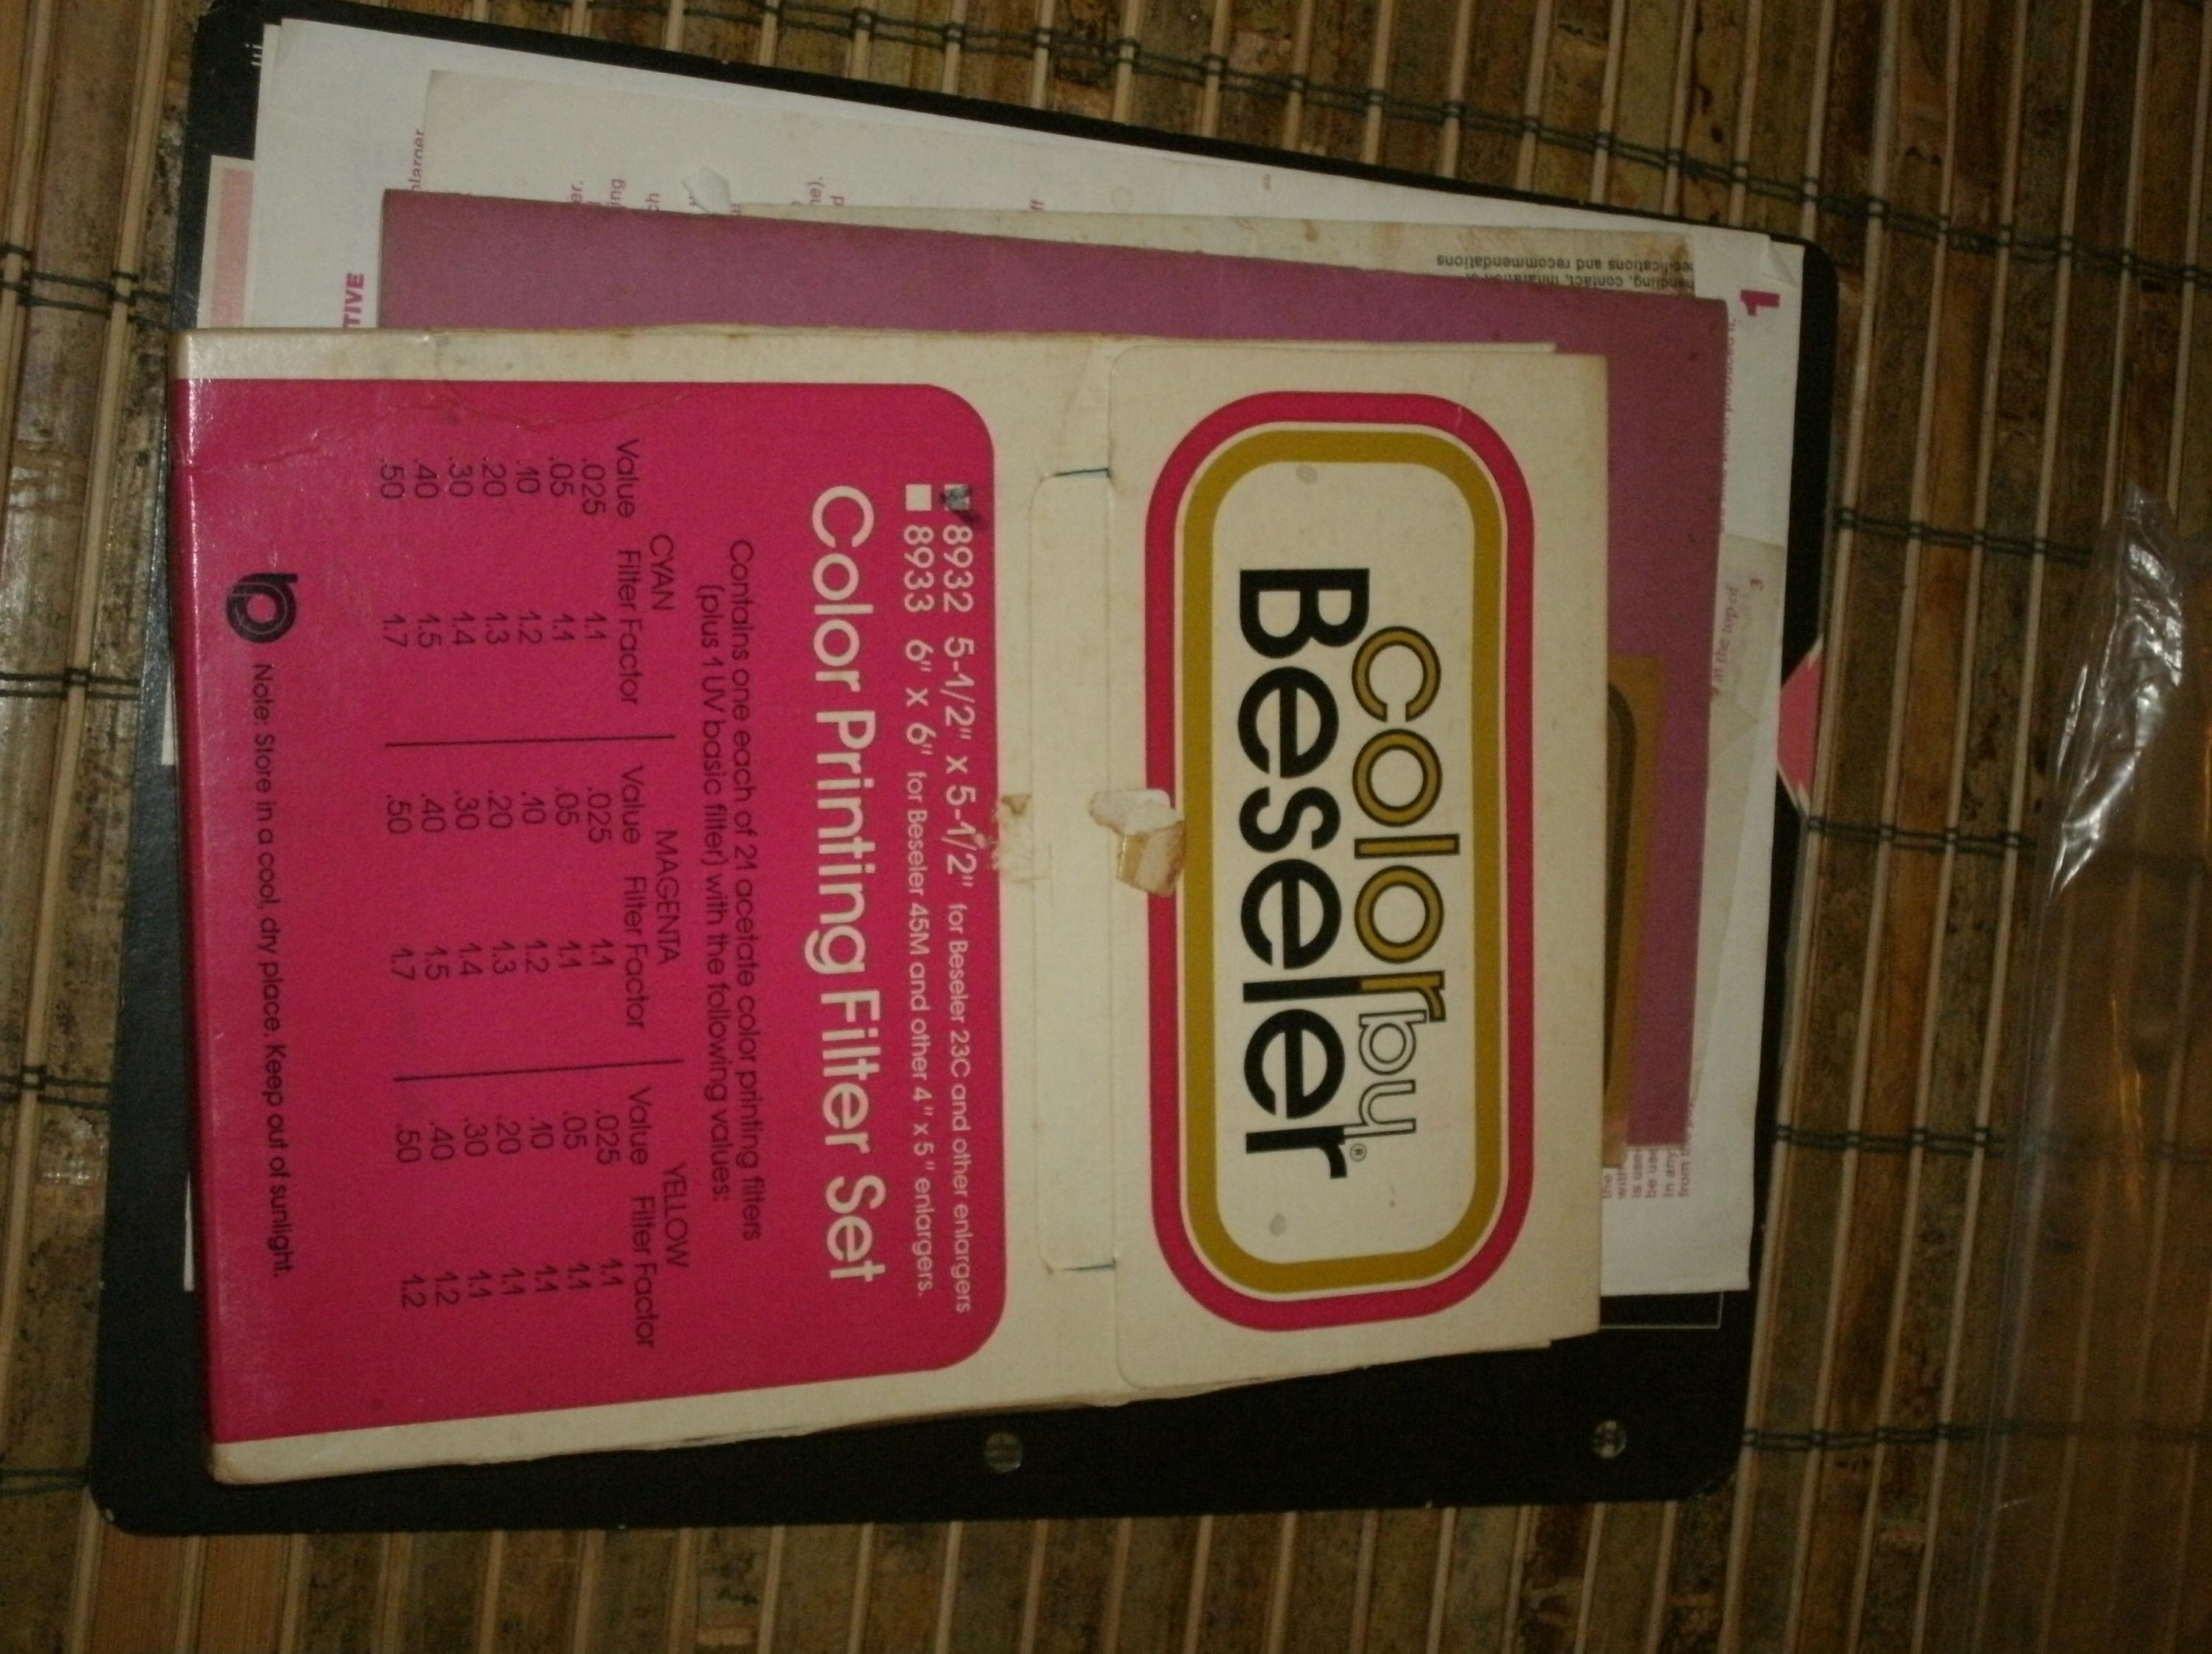 color by
Beseler®
8932 5-1/2" x 5-1/2" for Beseler 23C and other enlargers
8933 6" x 6" for Beseler 45M and other 4" x 5" enlargers.
Color Printing Filter Set
Contains one each of 21 acetate color printing filters
(plus 1 UV basic filter) with the following values:
CYAN MAGENTA YELLOW
Value Filter Factor Value Filter Factor Value Filter Factor
.025 1.1 .025 1.1 .025 1.1
.05 1.1 .05 1.1 .05 1.1
.10 1.2 .10 1.2 .10 1.1
.20 1.3 .20 1.3 .20 1.1
.30 1.4 .30 1.4 .30 1.1
.40 1.5 .40 1.5 .40 1.2
.50 1.7 .50 1.7 .50 1.2
Note: Store in a cool, dry place. Keep out of sunlight.
handling, contact,
and recommendations
TIVE
1
3
from
in any